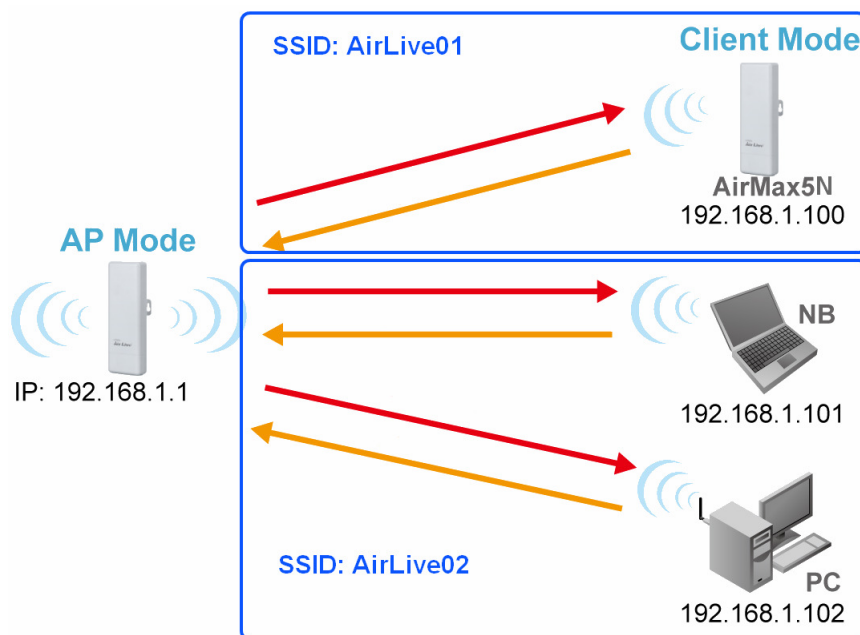 SSID: AirLive01
Client Mode
AirMax5N
192.168.1.100
AP Mode
IP: 192.168.1.1
NB
192.168.1.101
SSID: AirLive02
PC
192.168.1.102